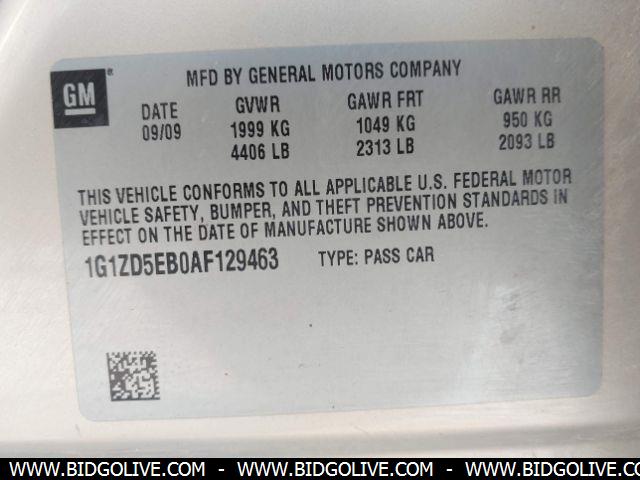 GM ®
MFD BY GENERAL MOTORS COMPANY
DATE GVWR GAWR FRT GAWR RR
09/09 1999 KG 1049 KG 950 KG
4406 LB 2313 LB 2093 LB
THIS VEHICLE CONFORMS TO ALL APPLICABLE U.S. FEDERAL MOTOR
VEHICLE SAFETY, BUMPER, AND THEFT PREVENTION STANDARDS IN
EFFECT ON THE DATE OF MANUFACTURE SHOWN ABOVE.
1G1ZD5EB0AF129463 TYPE: PASS CAR
WWW.BIDGOLIVE.COM - WWW.BIDGOLIVE.COM - WWW.BIDGOLIVE.COM